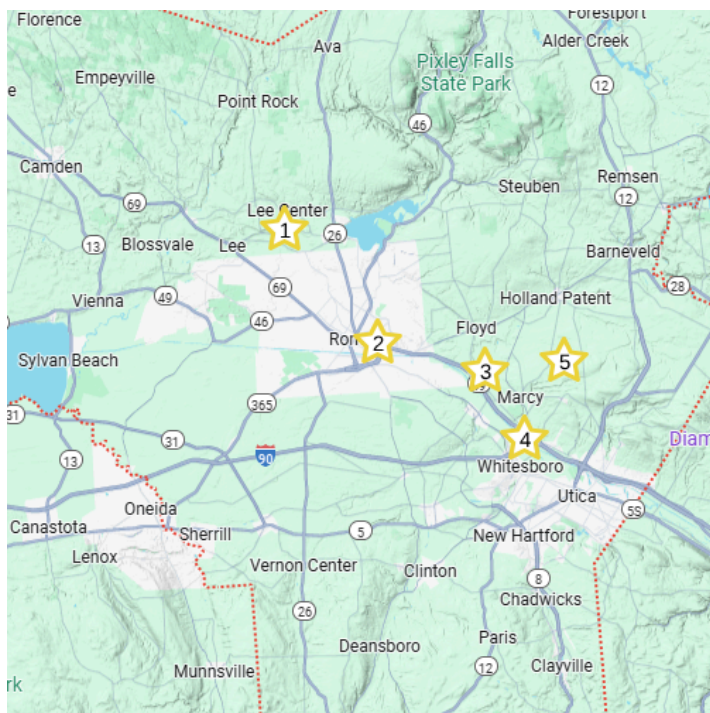 Florence
Forestport
Ava
Alder Creek
Pixley Falls
State Park
Empeyville
e
Point Rock
12
46
Camden
Steuben
Remsen
69
12
Lee Center
1
26
13
Blossvale
Lee
Barneveld
69
28
Vienna
49
Holland Patent
46
Floyd
Rom
2
Sylvan Beach
5
3
Marcy
365
31
4
31
90
13
Diam
Whitesboro
Utica
Oneida
5S
Canastota
Sherrill
5
New Hartford
Lenox
Vernon Center
Clinton
8
Chadwicks
26
Paris
Deansboro
12
Clayville
Munnsville
rk